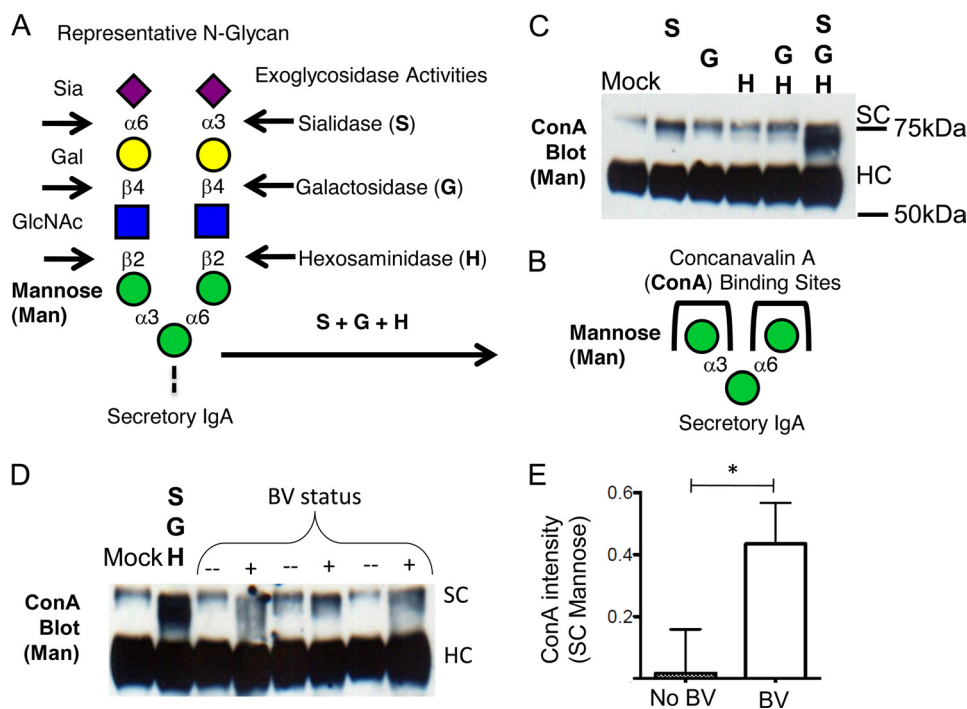 A
Representative N-Glycan
Exoglycosidase Activities
Sia
α6
α3
Sialidase (S)
Gal
β4
β4
Galactosidase (G)
GlcNAc
β2
β2
Hexosaminidase (H)
Mannose
(Man)
α3
α6
S + G + H
Secretory IgA
C
S
S
G
G
G
Mock
H
H
H
ConA
Blot
(Man)
SC
75kDa
HC
50kDa
B
Concanavalin A
(ConA) Binding Sites
Mannose
(Man)
α3
α6
Secretory IgA
D
S
G
H
Mock
BV status
-- + -- + -- +
ConA
Blot
(Man)
SC
HC
E
*
ConA intensity
(SC Mannose)
0.6
0.4
0.2
No BV
BV